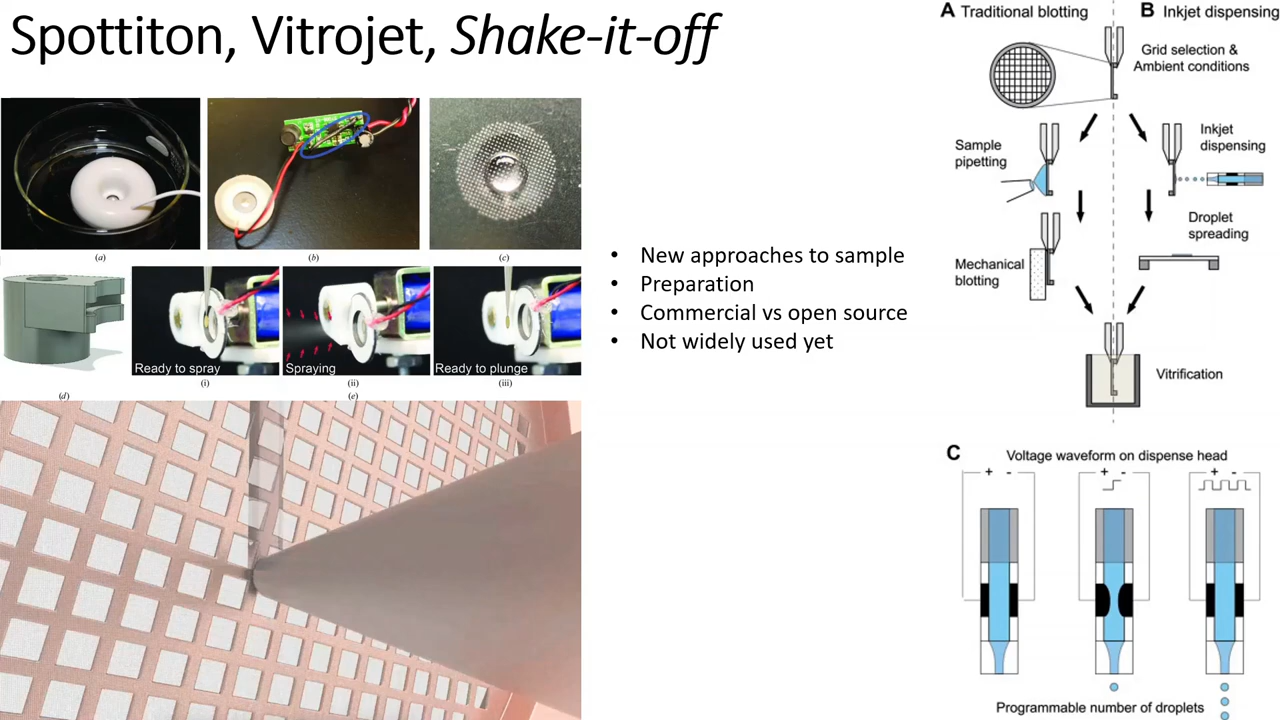 Spottiton, Vitrojet, Shake-it-off
(a)
(b)
(c)
Ready to spray
Spraying
Ready to plunge
(i)
(ii)
(iii)
(d)
(e)
• New approaches to sample
• Preparation
• Commercial vs open source
• Not widely used yet
A Traditional blotting
B Inkjet dispensing
Grid selection &
Ambient conditions
Sample
pipetting
Inkjet
dispensing
Droplet
spreading
Mechanical
blotting
Vitrification
C
Voltage waveform on dispense head
+ -
+ -
+ -
Programmable number of droplets